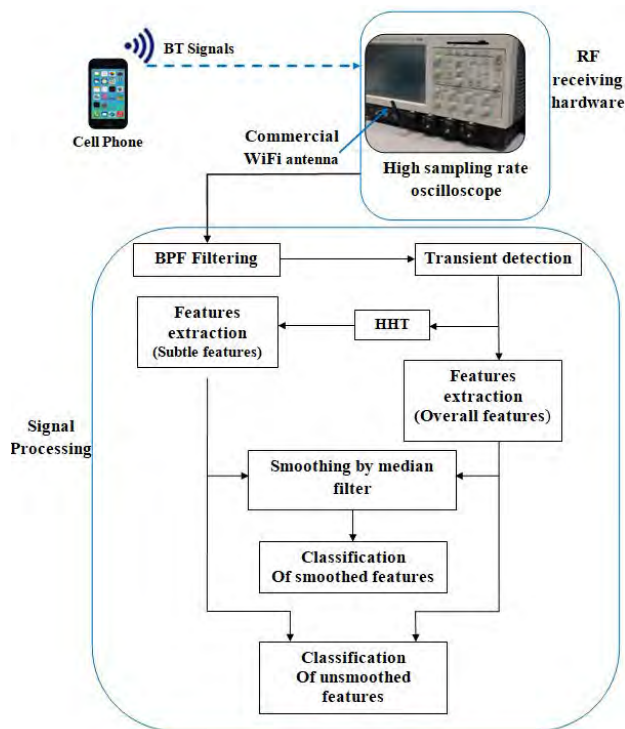 BT Signals
Cell Phone
Commercial
WiFi antenna
High sampling rate
oscilloscope
RF
receiving
hardware
BPF Filtering
Transient detection
Features
extraction
(Subtle features)
HHT
Features
extraction
(Overall features)
Signal
Processing
Smoothing by median
filter
Classification
Of smoothed features
Classification
Of unsmoothed
features